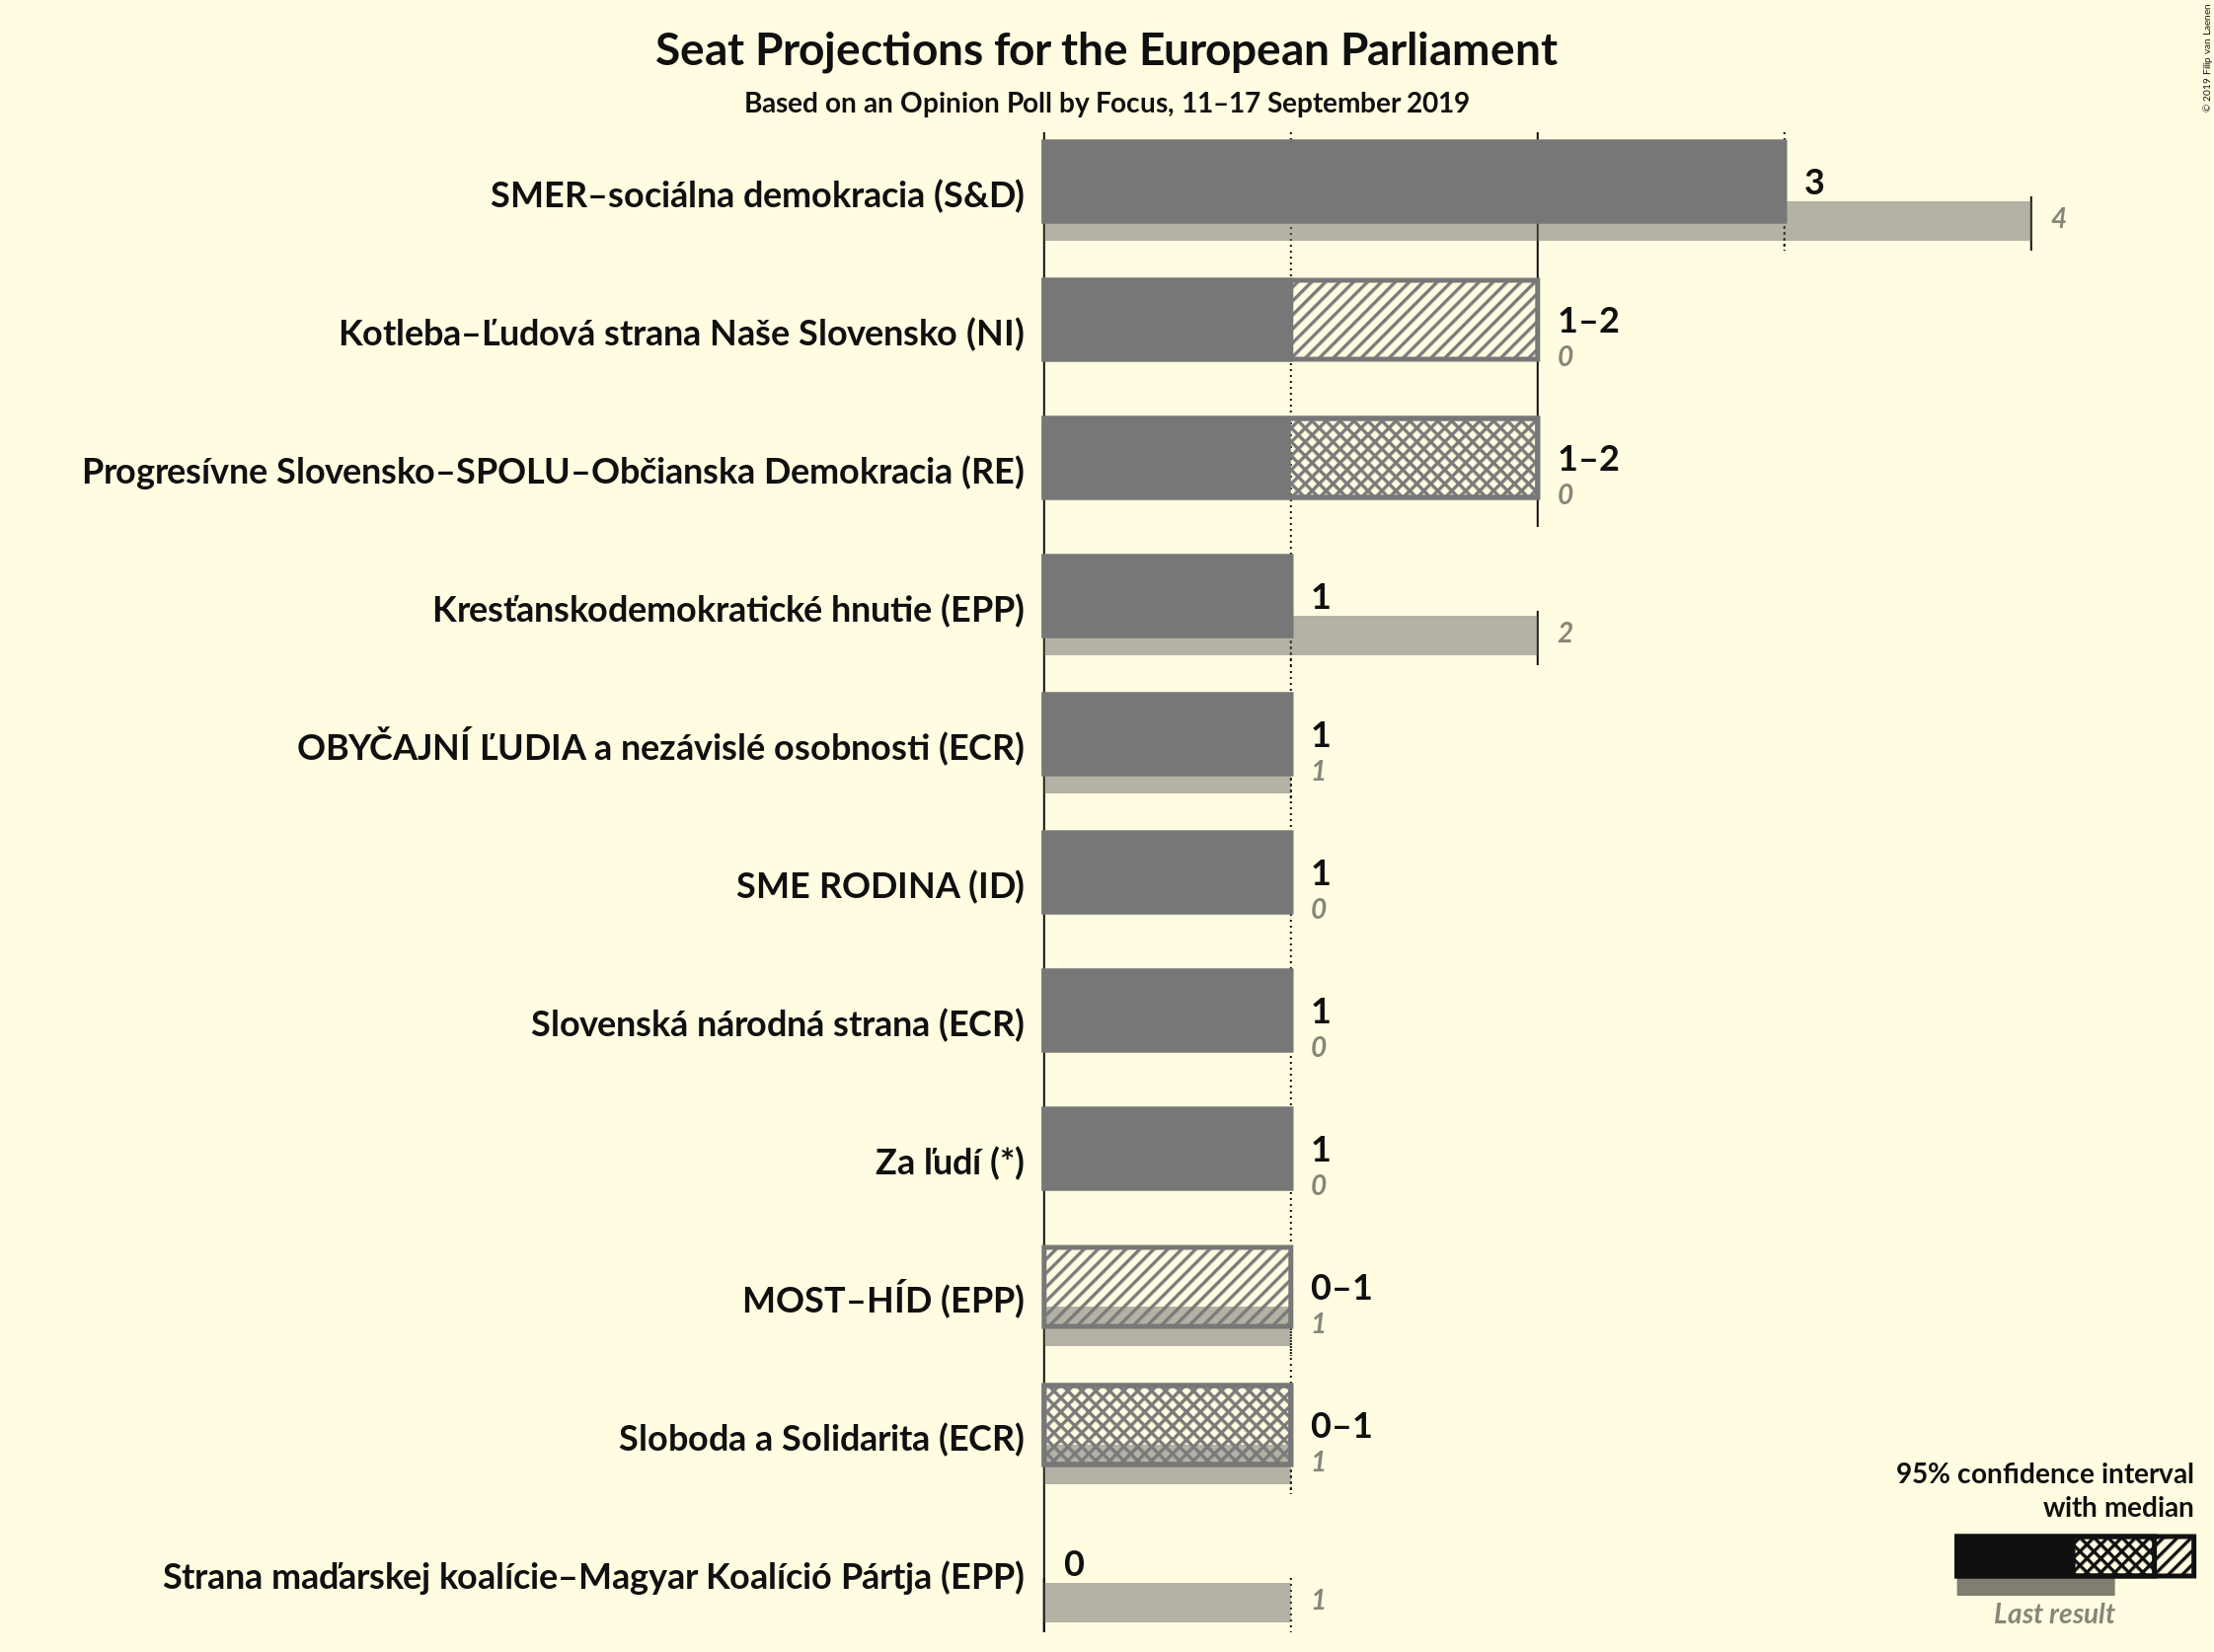 Seat Projections for the European Parliament
Based on an Opinion Poll by Focus, 11–17 September 2019
© 2019 Filip van Laenen
SMER–sociálna demokracia (S&D)
3
4
Kotleba–Ľudová strana Naše Slovensko (NI)
1–2
0
Progresívne Slovensko–SPOLU–Občianska Demokracia (RE)
1–2
0
Kresťanskodemokratické hnutie (EPP)
1
2
OBYČAJNÍ ĽUDIA a nezávislé osobnosti (ECR)
1
1
SME RODINA (ID)
1
0
Slovenská národná strana (ECR)
1
0
Za ľudí (*)
1
0
MOST–HÍD (EPP)
0–1
1
Sloboda a Solidarita (ECR)
0–1
1
Strana maďarskej koalície–Magyar Koalíció Pártja (EPP)
0
1
95% confidence interval
with median
Last result